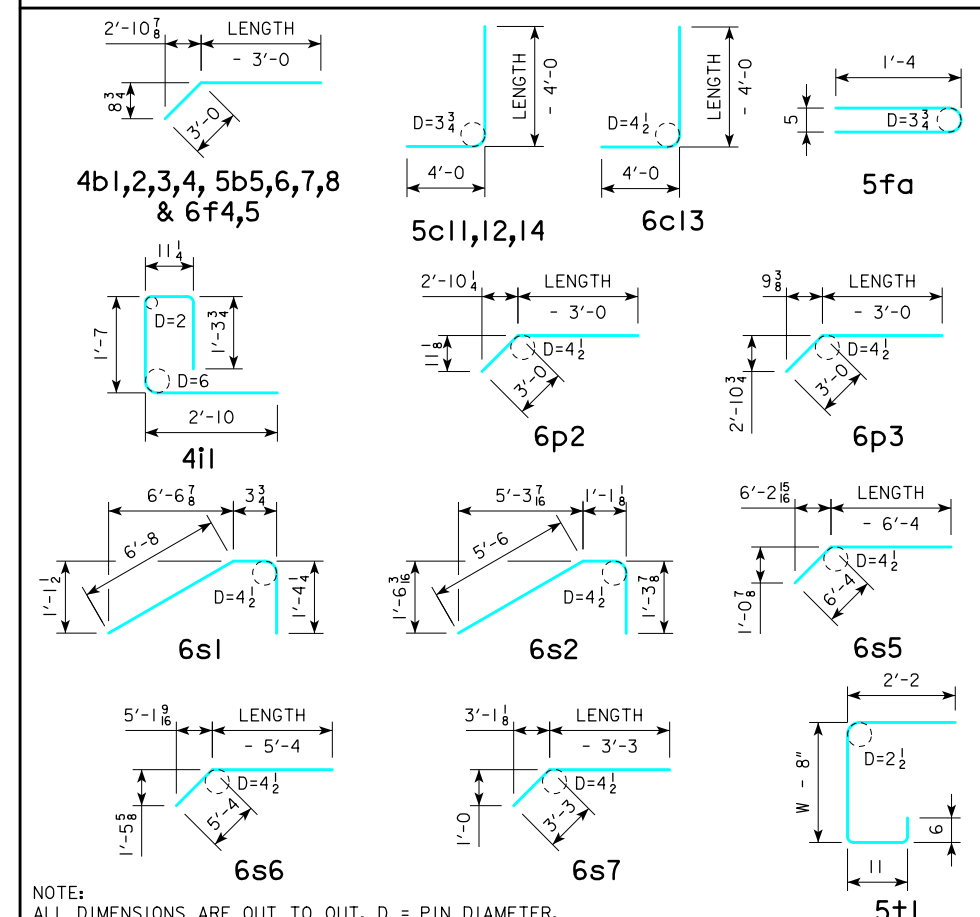 2'-10 7/8 LENGTH
- 3'-0
8 3/4
3'-0
4b1,2,3,4, 5b5,6,7,8
& 6f4,5
LENGTH
- 4'-0
D=3 3/4
4'-0
5c11,12,14
LENGTH
- 4'-0
D=4 1/2
4'-0
6c13
1'-4
5
D=3 3/4
5fa
11 1/4
D=2
1'-7
1'-3 3/4
D=6
2'-10
4i1
2'-10 1/4 LENGTH
- 3'-0
11 1/8
D=4 1/2
3'-0
6p2
9 3/8 LENGTH
- 3'-0
2'-10 3/4
D=4 1/2
3'-0
6p3
6'-6 7/8 3 3/4
6'-8
1'-1 1/2
D=4 1/2
1'-4 1/4
6s1
5'-3 7/16 1'-1 1/8
5'-6
1'-6 3/16
D=4 1/2
1'-3 7/8
6s2
6'-2 15/16 LENGTH
- 6'-4
1'-0 7/8
D=4 1/2
6'-4
6s5
5'-1 9/16 LENGTH
- 5'-4
1'-5 5/8
D=4 1/2
5'-4
6s6
3'-1 1/8 LENGTH
- 3'-3
1'-0
D=4 1/2
3'-3
6s7
2'-2
W - 8"
D=2 1/2
6
11
5t1
NOTE:
ALL DIMENSIONS ARE OUT TO OUT. D = PIN DIAMETER.